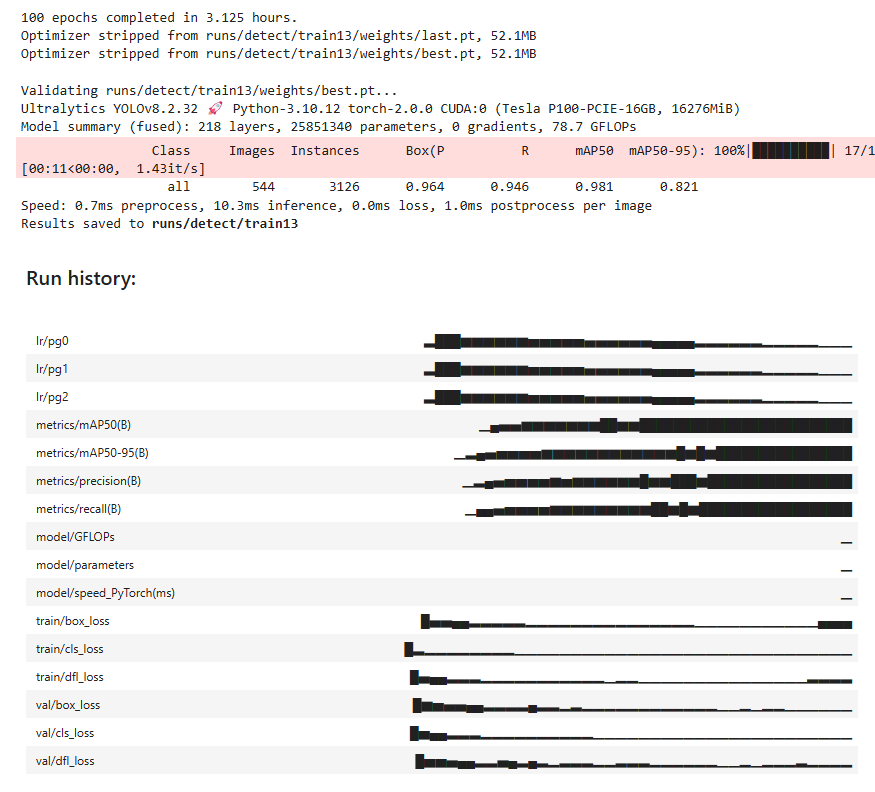 100 epochs completed in 3.125 hours.
Optimizer stripped from runs/detect/train13/weights/last.pt, 52.1MB
Optimizer stripped from runs/detect/train13/weights/best.pt, 52.1MB
Validating runs/detect/train13/weights/best.pt...
Ultralytics YOLOv8.2.32 🚀 Python-3.10.12 torch-2.0.0 CUDA:0 (Tesla P100-PCIE-16GB, 16276MiB)
Model summary (fused): 218 layers, 25851340 parameters, 0 gradients, 78.7 GFLOPs
Class Images Instances Box(P R mAP50 mAP50-95): 100%|██████████| 17/1
[00:11<00:00, 1.43it/s]
all 544 3126 0.964 0.946 0.981 0.821
Speed: 0.7ms preprocess, 10.3ms inference, 0.0ms loss, 1.0ms postprocess per image
Results saved to runs/detect/train13
Run history:
lr/pg0
lr/pg1
lr/pg2
metrics/mAP50(B)
metrics/mAP50-95(B)
metrics/precision(B)
metrics/recall(B)
model/GFLOPs
model/parameters
model/speed_PyTorch(ms)
train/box_loss
train/cls_loss
train/dfl_loss
val/box_loss
val/cls_loss
val/dfl_loss